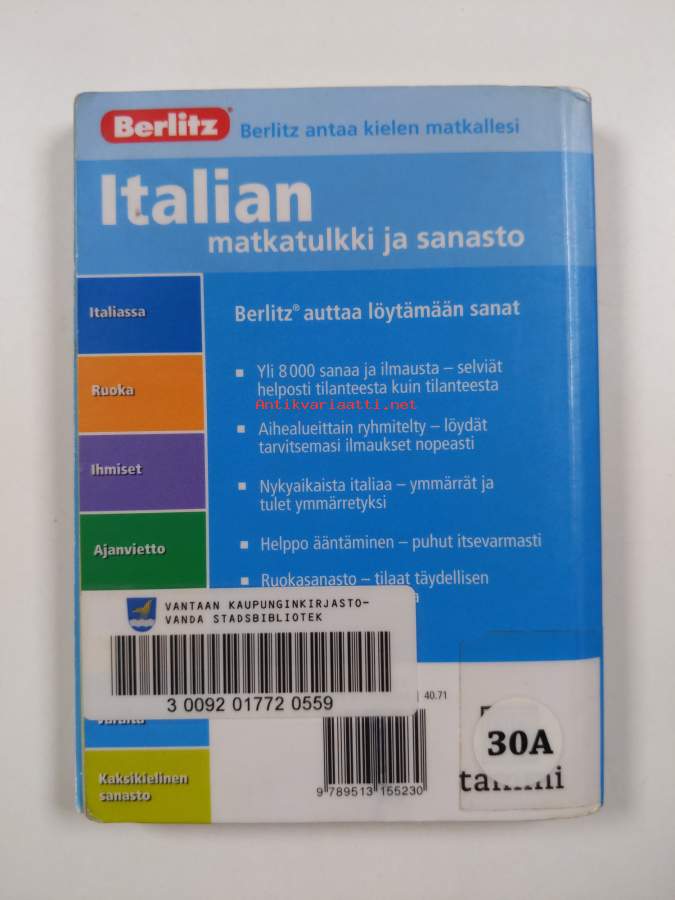 Berlitz® Berlitz antaa kielen matkallesi
Italian
matkatulkki ja sanasto
Italiassa
Ruoka
Ihmiset
Ajanvietto
Kaksikielinen
sanasto
Berlitz® auttaa löytämään sanat
▪ Yli 8 000 sanaa ja ilmausta – selviät
helposti tilanteesta kuin tilanteesta
Antikvariaatti.net
▪ Aihealueittain ryhmitelty – löydät
tarvitsemasi ilmaukset nopeasti
▪ Nykyaikaista italiaa – ymmärrät ja
tulet ymmärretyksi
▪ Helppo ääntäminen – puhut itsevarmasti
▪ Ruokasanasto – tilaat täydellisen
VANTAAN KAUPUNGINKIRJASTO-
VANDA STADSBIBLIOTEK
3 0092 01772 0559
40.71
30A
9 789513 155230